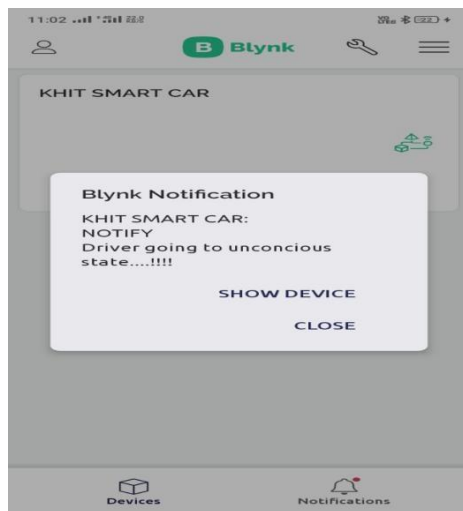 11:02
B Blynk
KHIT SMART CAR
Blynk Notification
KHIT SMART CAR:
NOTIFY
Driver going to unconcious
state....!!!!
SHOW DEVICE
CLOSE
Devices
Notifications